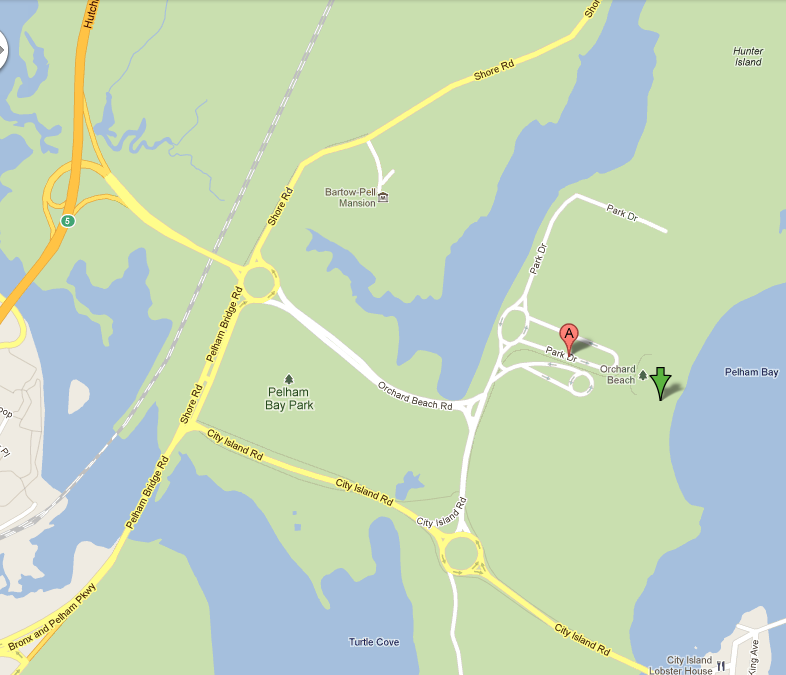 Hutch
Shore Rd
Shor
Hunter
Island
Bartow-Pell
Mansion
Shore Rd
5
Park Dr
Park Dr
Pelham Bridge Rd
A
Park Dr
Orchard
Beach
Pelham Bay
Pelham
Bay Park
Orchard Beach Rd
Shore Rd
oop
Pl
City Island Rd
City Island Rd
City Island Rd
Pelham Bridge Rd
Bronx and Pelham Pkwy
Turtle Cove
City Island Rd
City Island
Lobster House
King Ave